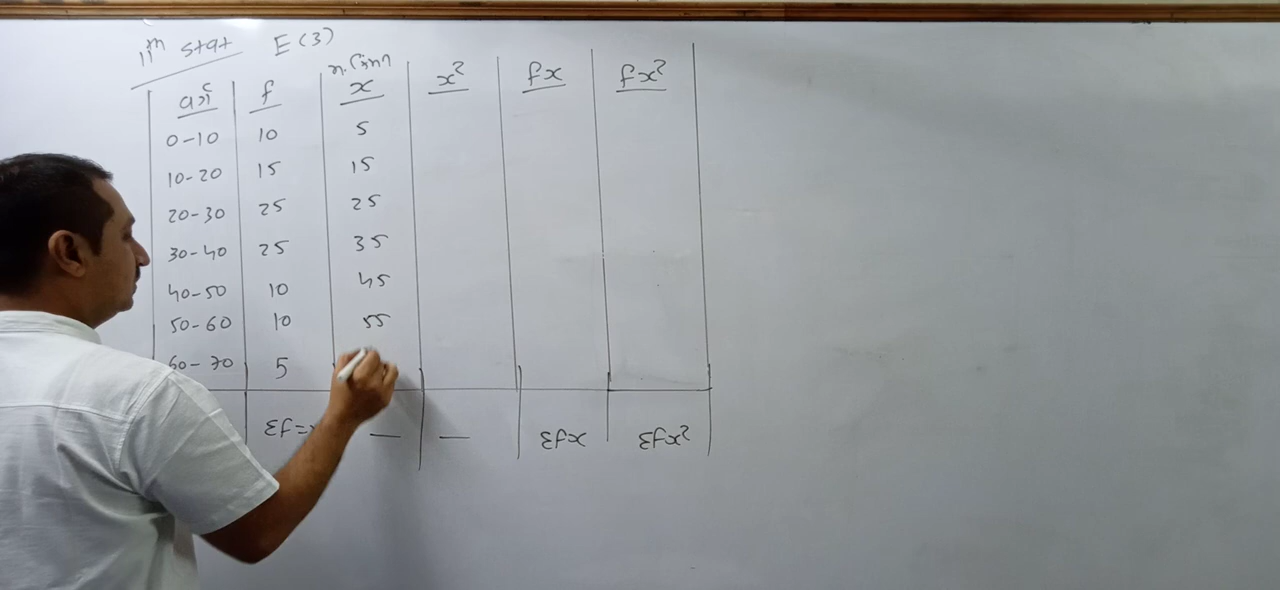 11th stat E(3)
f x x² fx fx²
0-10 10 5
10-20 15 15
20-30 25 25
30-40 25 35
40-50 10 45
50-60 10 55
60-70 5
Σf= — — Σfx Σfx²